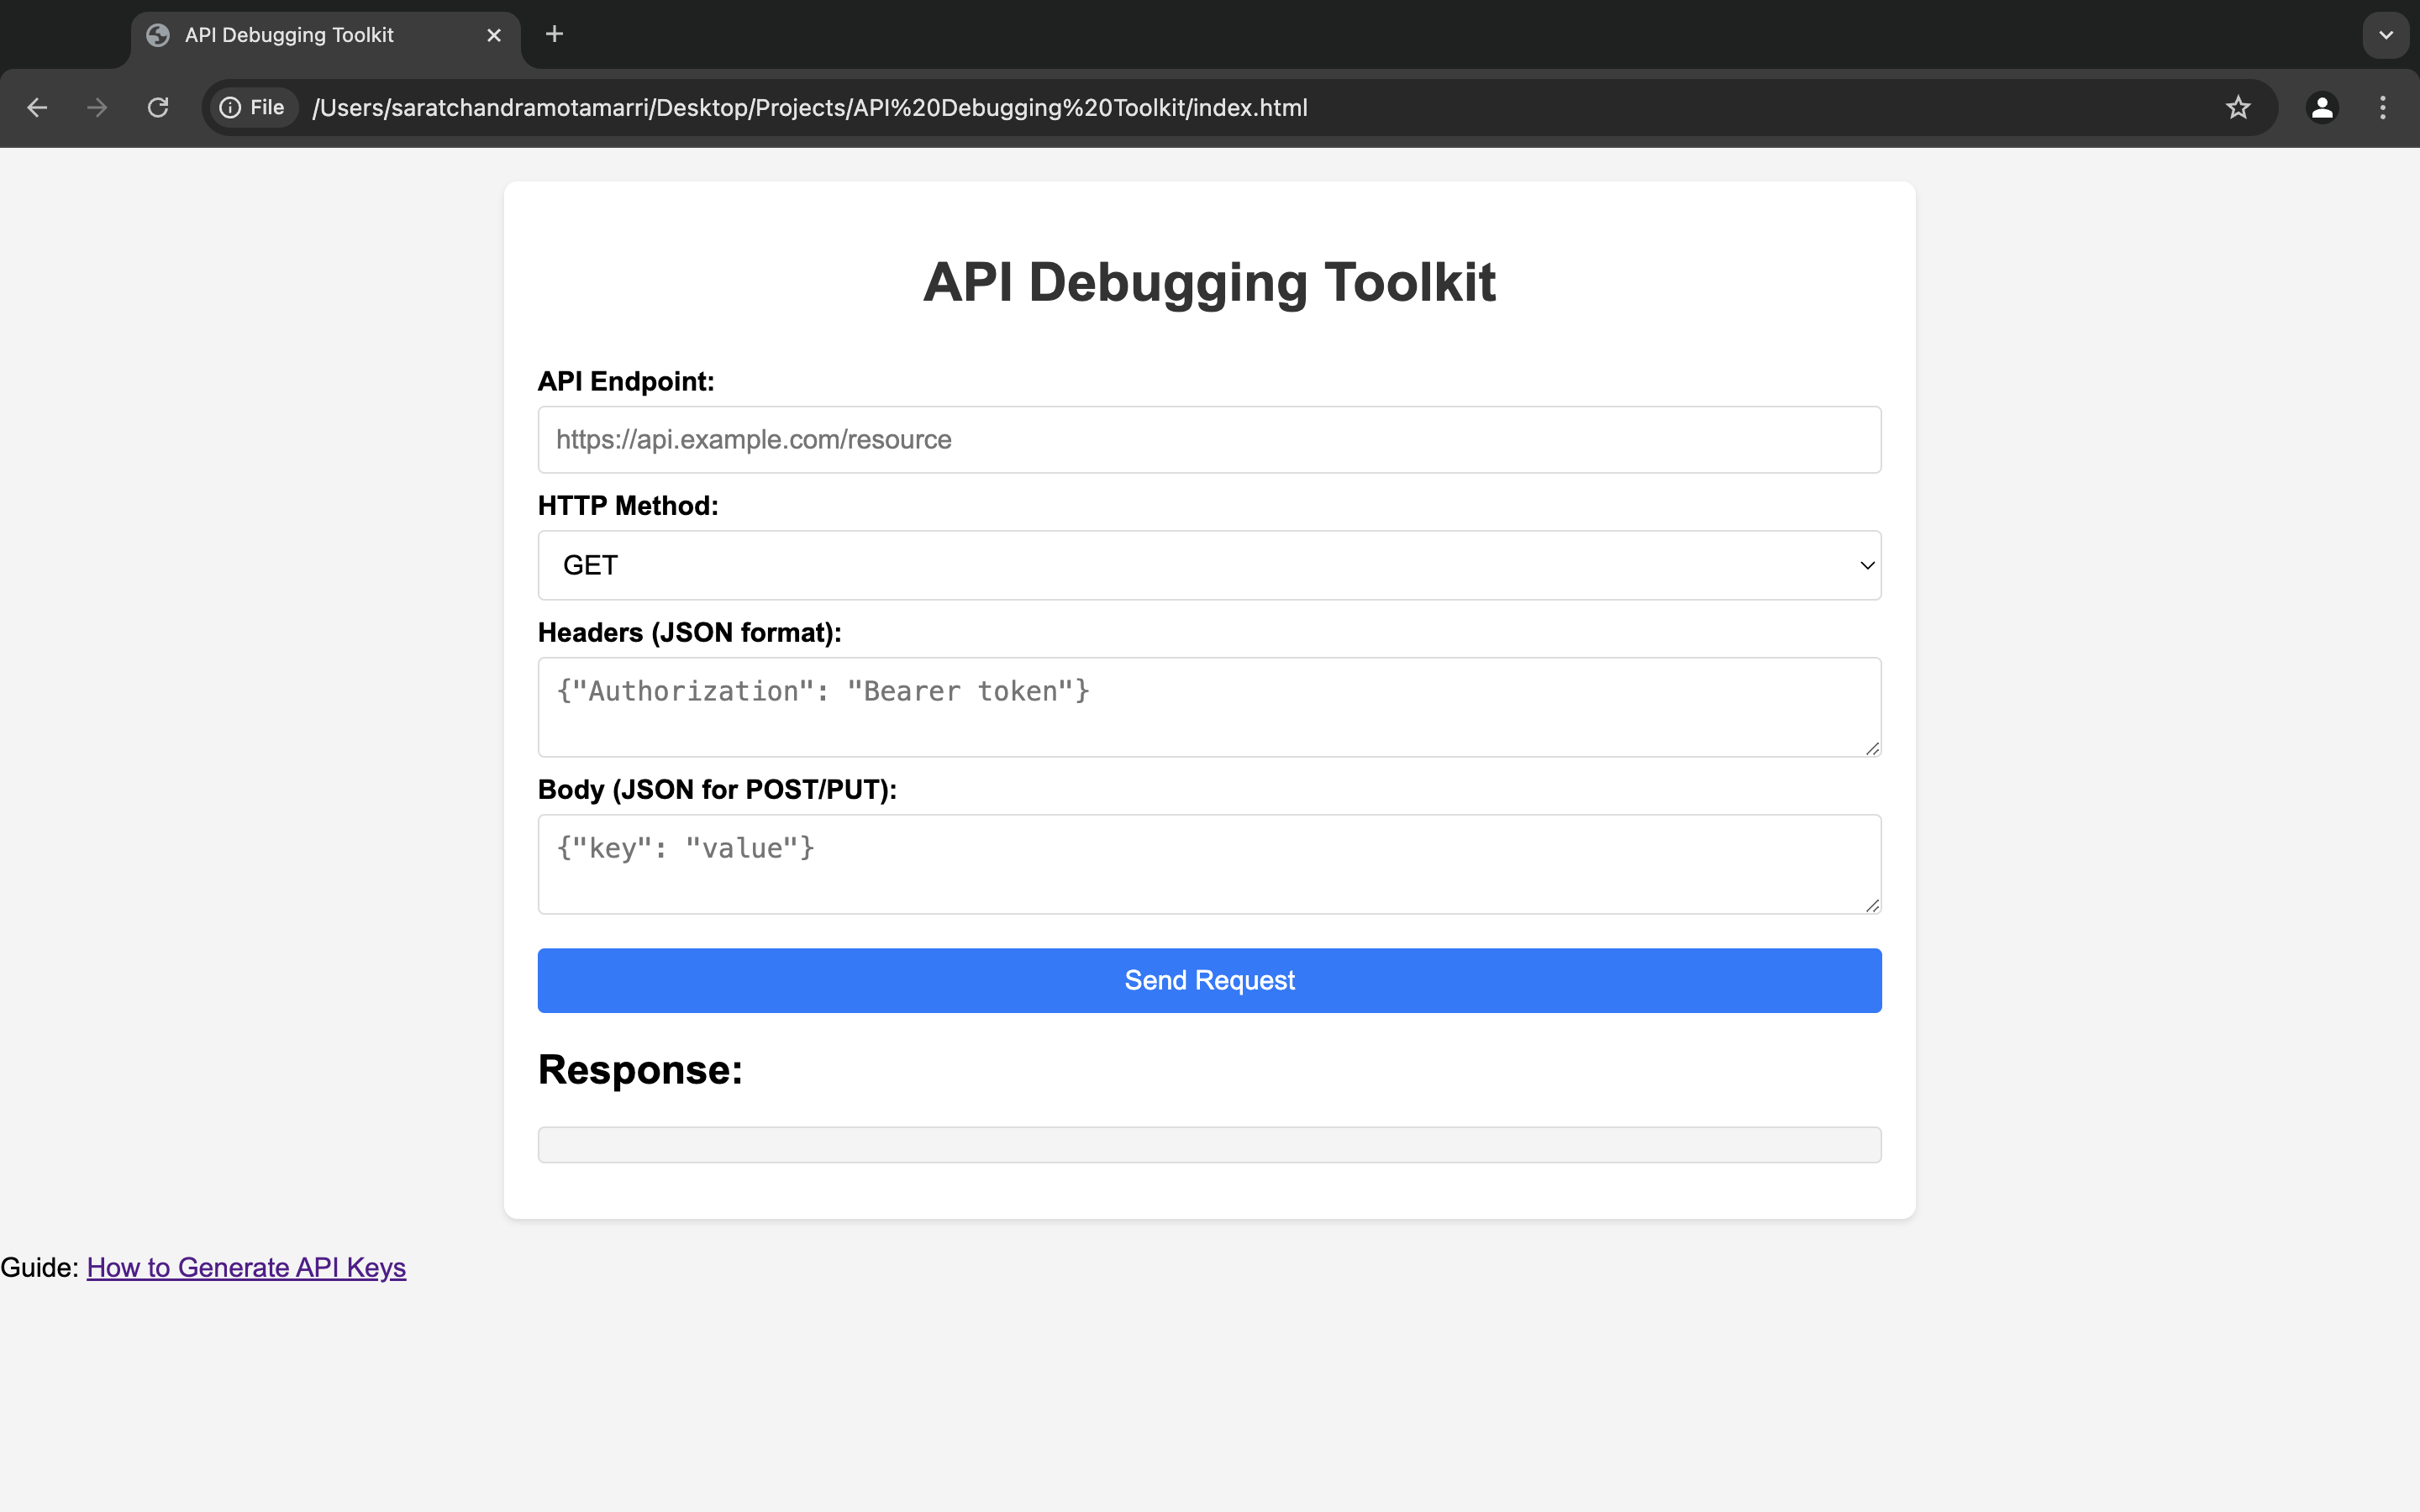 API Debugging Toolkit
File /Users/saratchandramotamarri/Desktop/Projects/API%20Debugging%20Toolkit/index.html
API Debugging Toolkit
API Endpoint:
https://api.example.com/resource
HTTP Method:
GET
Headers (JSON format):
{"Authorization": "Bearer token"}
Body (JSON for POST/PUT):
{"key": "value"}
Send Request
Response:
Guide: How to Generate API Keys